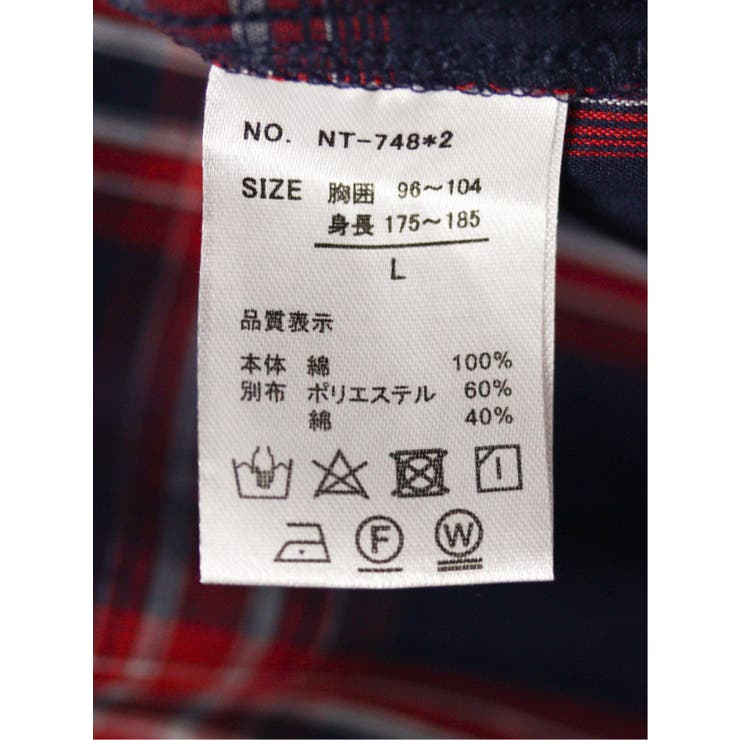 NO. NT-748*2
SIZE 胸囲 96〜104
身長 175〜185
L
品質表示
本体 綿 100%
別布 ポリエステル 60%
綿 40%
F
W